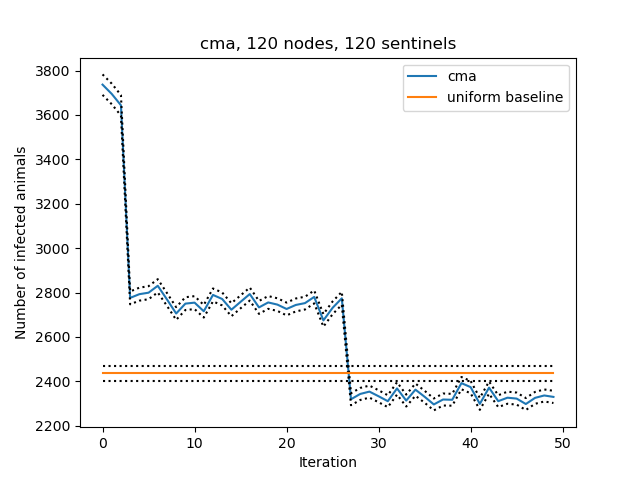 cma, 120 nodes, 120 sentinels
cma
uniform baseline
3800
3600
3400
3200
3000
2800
2600
2400
2200
Number of infected animals
0 10 20 30 40 50
Iteration